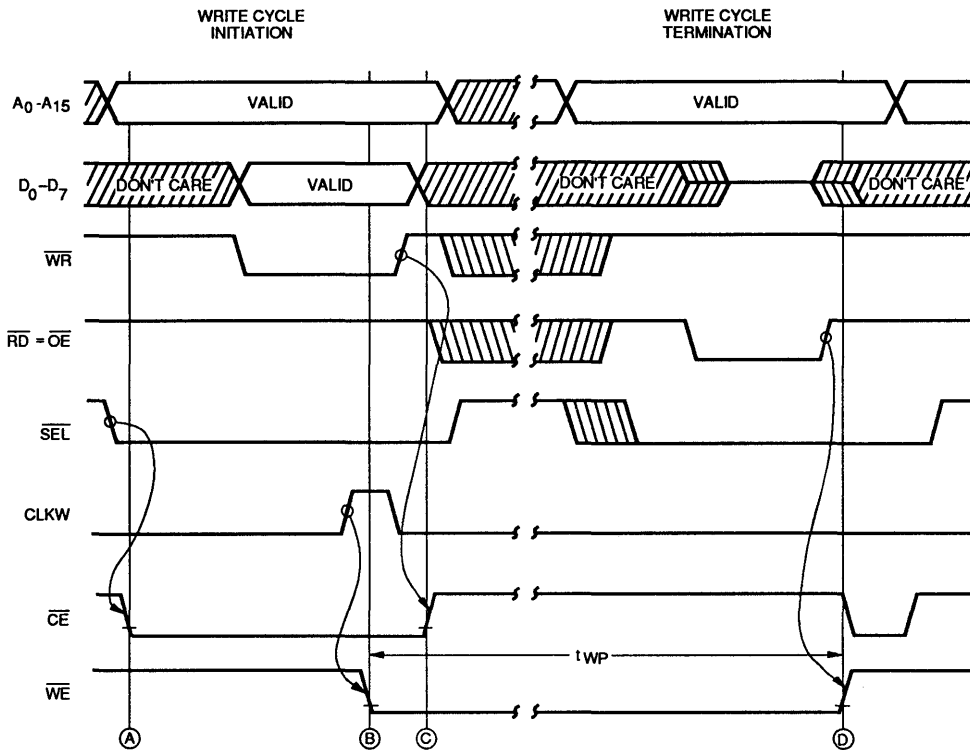 WRITE CYCLE
INITIATION
WRITE CYCLE
TERMINATION
A0-A15
VALID
VALID
D0-D7
DON'T CARE
VALID
DON'T CARE
DON'T CARE
WR
RD = OE
SEL
CLKW
CE
tWP
WE
A
B
C
D